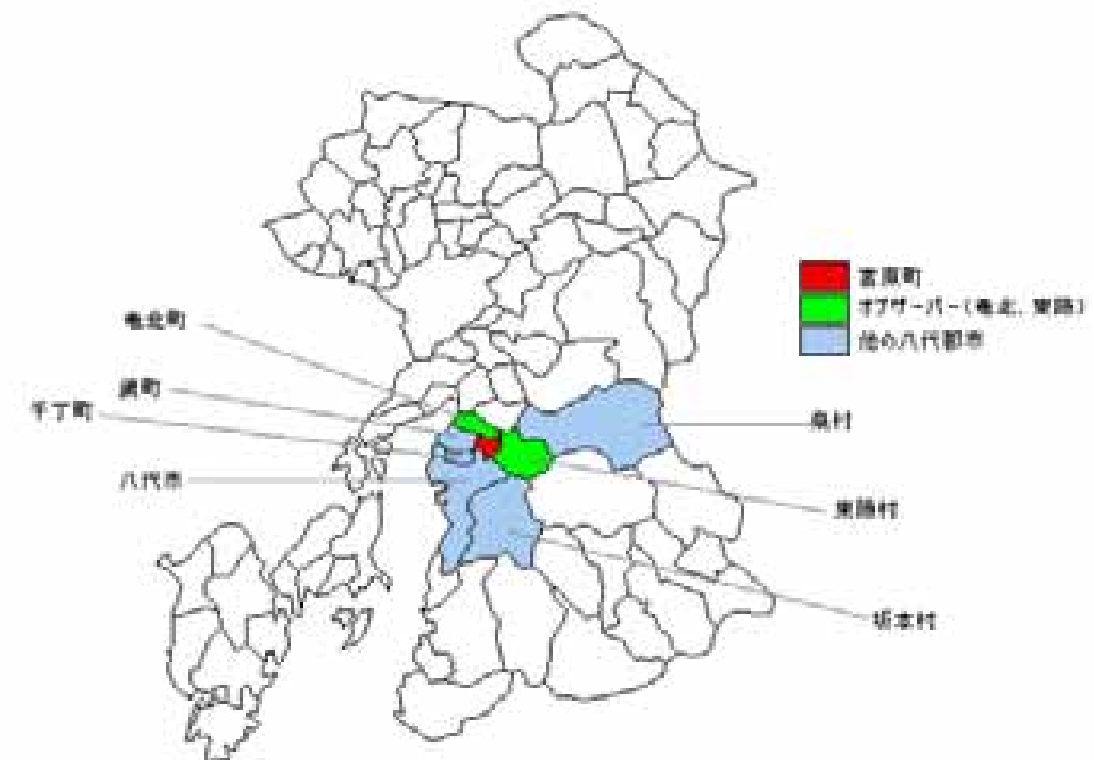 宮原町
オブザーバー(竜北、東陽)
他の八代郡市
竜北町
鏡町
千丁町
八代市
泉村
東陽村
坂本村